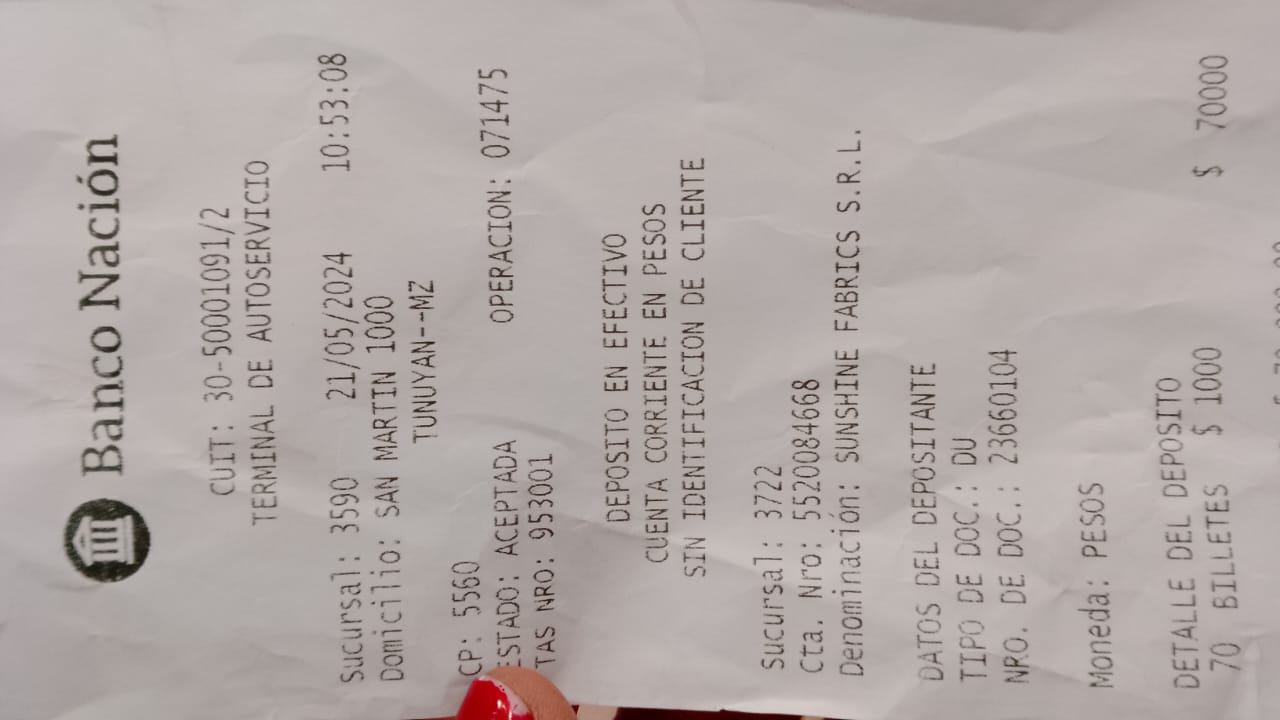 Banco Nación
CUIT: 30-50001091/2
TERMINAL DE AUTOSERVICIO
Sucursal: 3590 21/05/2024 10:53:08
Domicilio: SAN MARTIN 1000
TUNUYAN--MZ
CP: 5560
ESTADO: ACEPTADA OPERACION: 071475
TAS NRO: 953001
DEPOSITO EN EFECTIVO
CUENTA CORRIENTE EN PESOS
SIN IDENTIFICACION DE CLIENTE
Sucursal: 3722
Cta. Nro: 5520084668
Denominación: SUNSHINE FABRICS S.R.L.
DATOS DEL DEPOSITANTE
TIPO DE DOC.: DU
NRO. DE DOC.: 23660104
Moneda: PESOS
DETALLE DEL DEPOSITO
70 BILLETES $ 1000 $ 70000